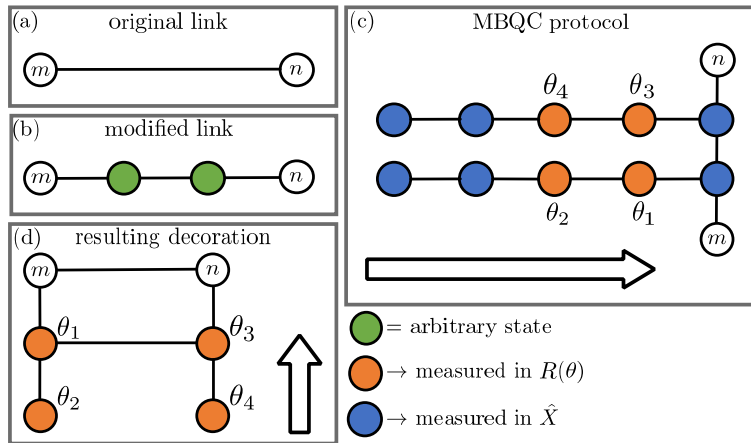 (a) original link
m n
(b) modified link
m n
(d) resulting decoration
m n
θ₁ θ₃
θ₂ θ₄
(c) MBQC protocol
n
θ₄ θ₃
θ₂ θ₁
m
= arbitrary state
→ measured in R(θ)
→ measured in X̂